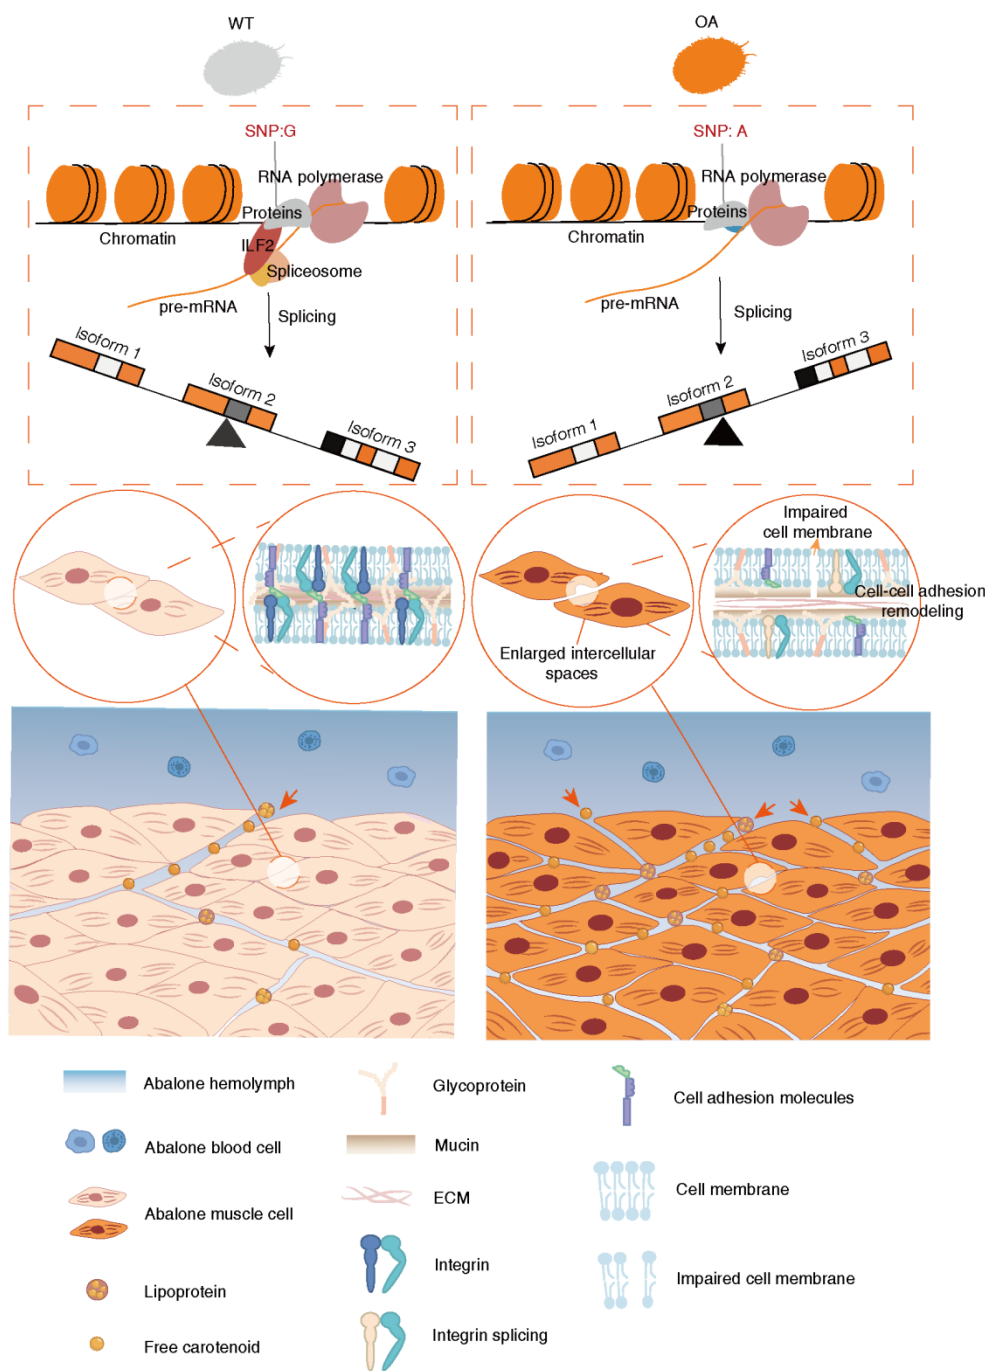 WT
OA
SNP:G
RNA polymerase
Proteins
Chromatin
ILF2
Spliceosome
pre-mRNA
Splicing
Isoform 1
Isoform 2
Isoform 3
SNP: A
RNA polymerase
Proteins
Chromatin
pre-mRNA
Splicing
Isoform 3
Isoform 2
Isoform 1
Impaired
cell membrane
Cell-cell adhesion
remodeling
Enlarged intercellular
spaces
Abalone hemolymph
Abalone blood cell
Abalone muscle cell
Lipoprotein
Free carotenoid
Glycoprotein
Mucin
ECM
Integrin
Integrin splicing
Cell adhesion molecules
Cell membrane
Impaired cell membrane